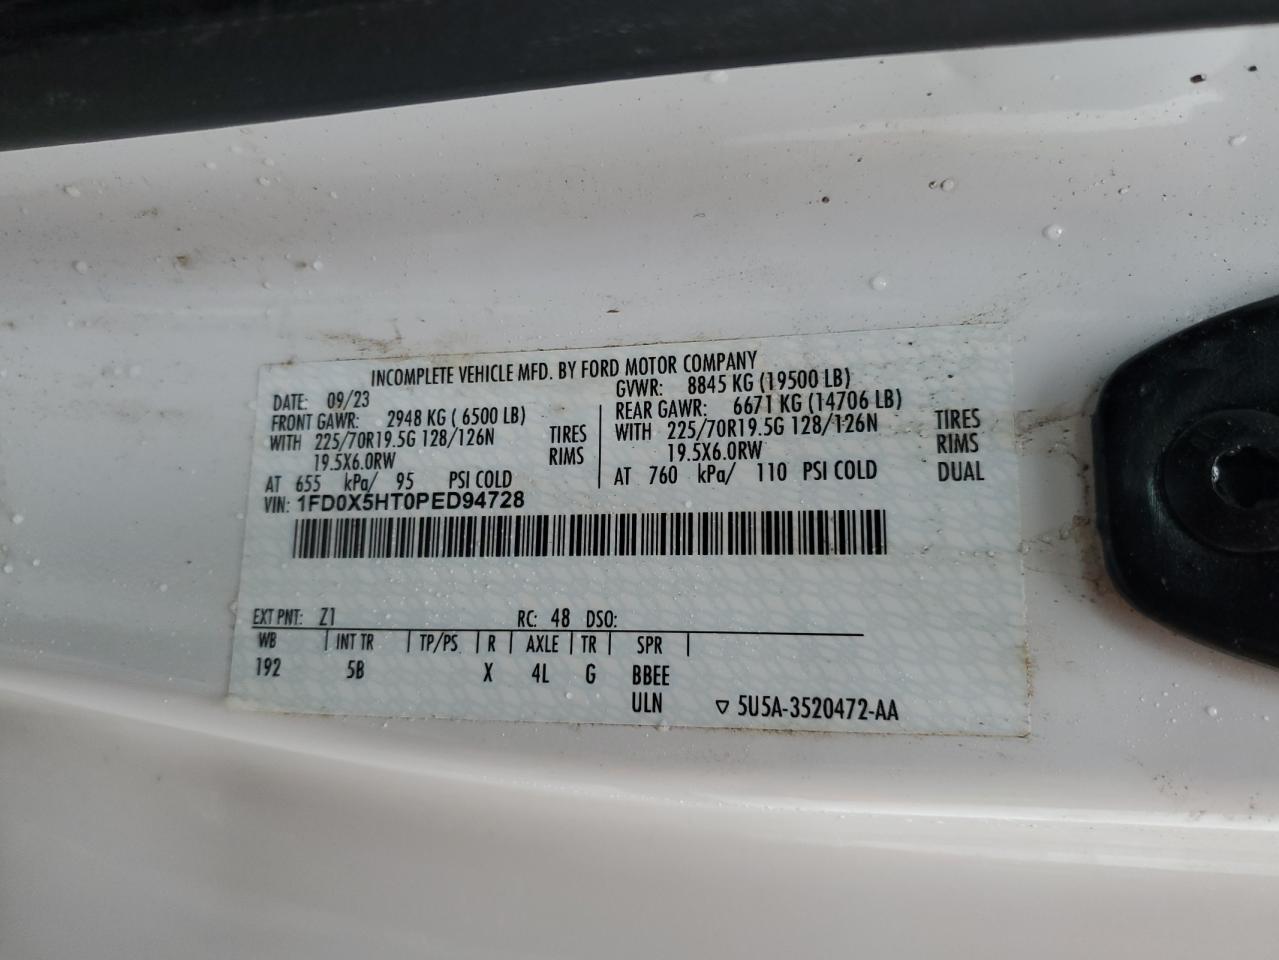 INCOMPLETE VEHICLE MFD. BY FORD MOTOR COMPANY
DATE: 09/23 GVWR: 8845 KG (19500 LB)
FRONT GAWR: 2948 KG ( 6500 LB) REAR GAWR: 6671 KG (14706 LB)
WITH 225/70R19.5G 128/126N TIRES WITH 225/70R19.5G 128/126N TIRES
19.5X6.0RW RIMS 19.5X6.0RW RIMS
AT 655 kPa/ 95 PSI COLD AT 760 kPa/ 110 PSI COLD DUAL
VIN: 1FD0X5HT0PED94728
EXT PNT: Z1 RC: 48 DSO:
WB | INT TR | TP/PS | R | AXLE | TR | SPR |
192 5B X 4L G BBEE
ULN ▽ 5U5A-3520472-AA